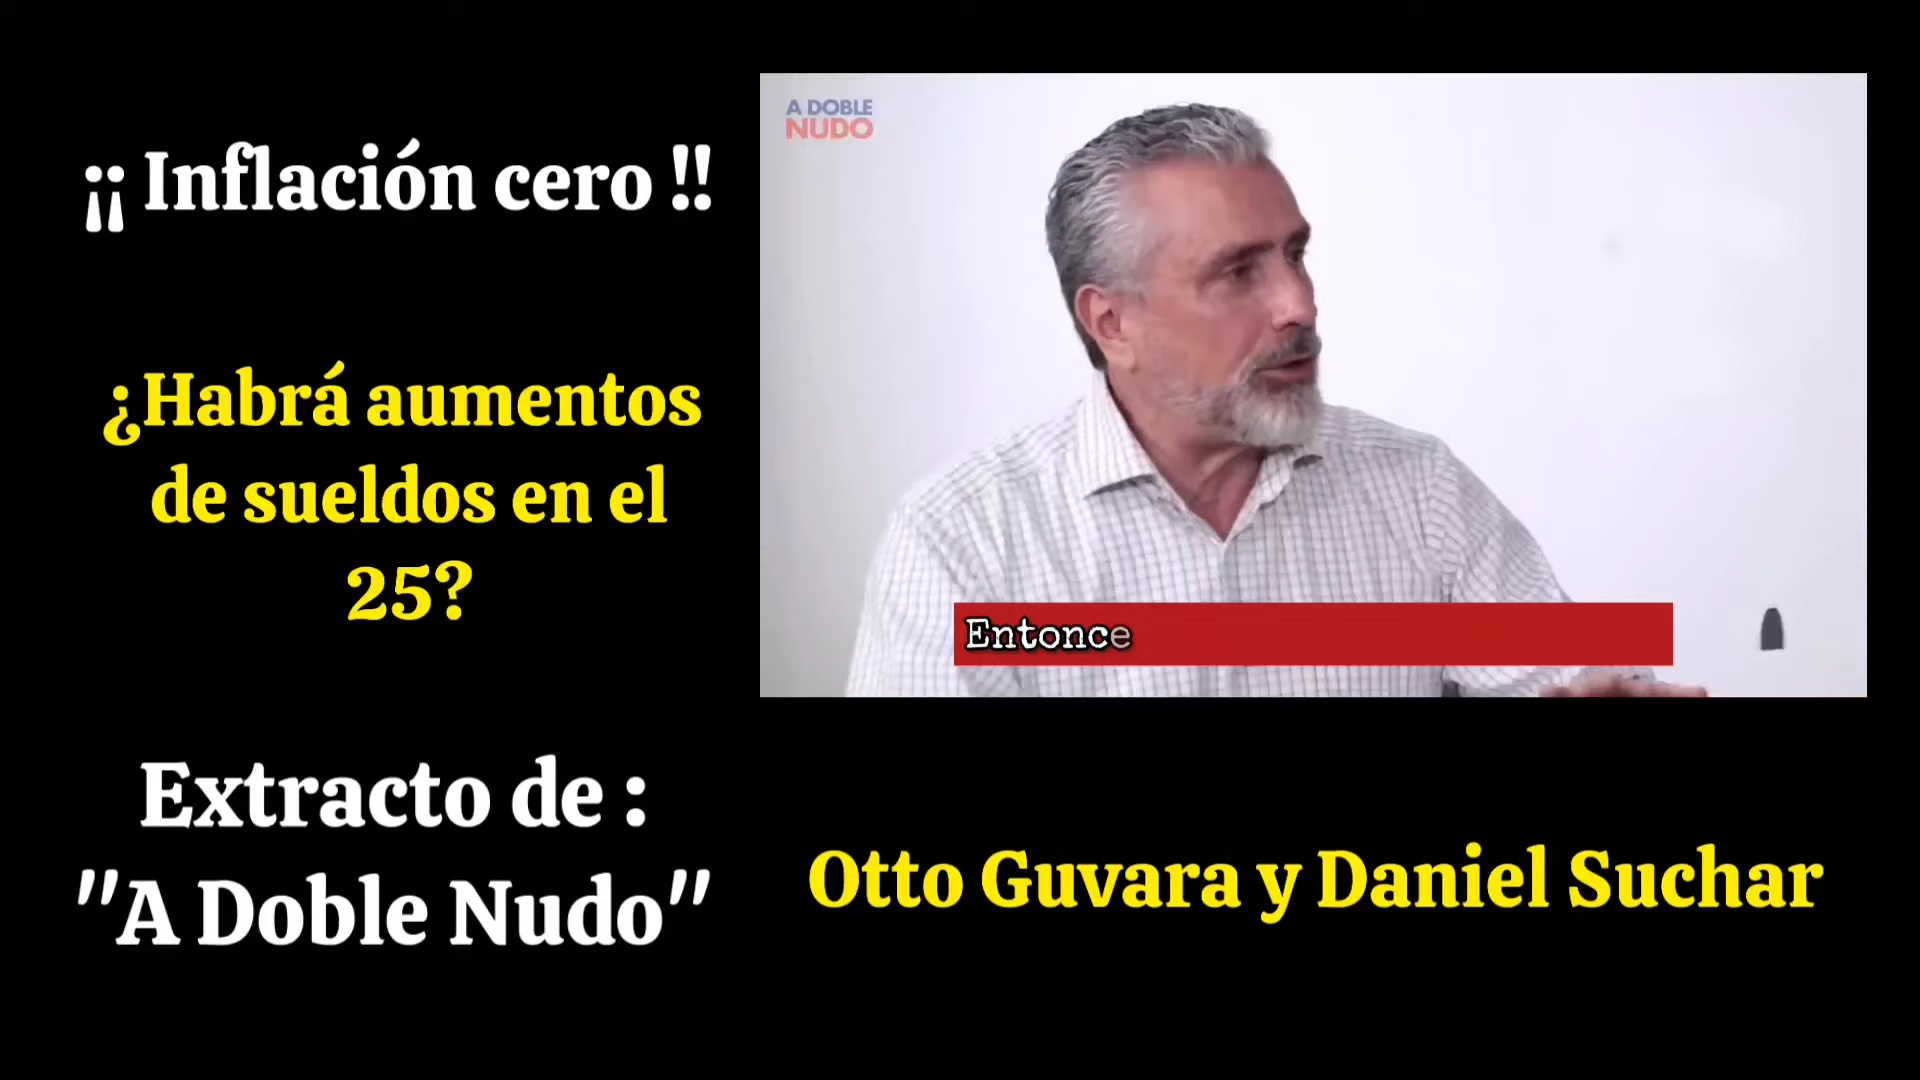 ¡¡ Inflación cero !!
¿Habrá aumentos
de sueldos en el
25?
Extracto de :
"A Doble Nudo"
A DOBLE
NUDO
Entonce
Otto Guvara y Daniel Suchar